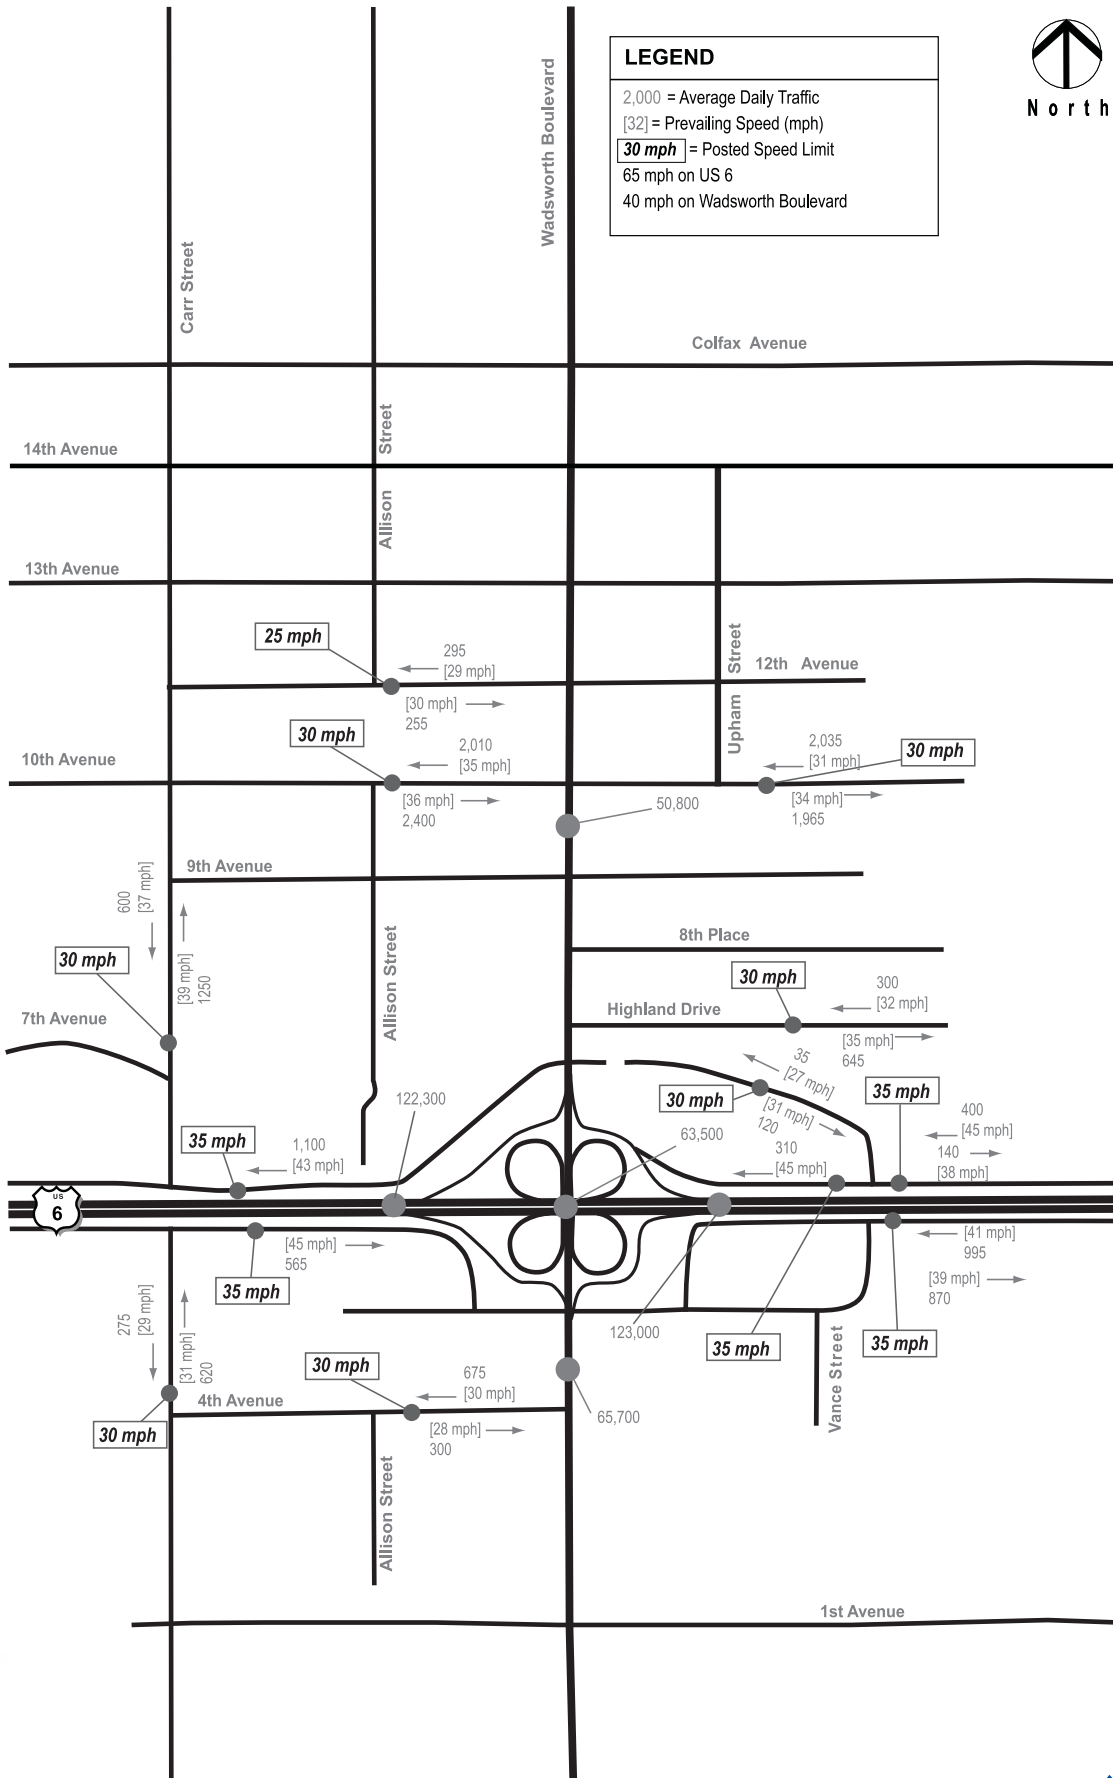 LEGEND
2,000 = Average Daily Traffic
[32] = Prevailing Speed (mph)
30 mph = Posted Speed Limit
65 mph on US 6
40 mph on Wadsworth Boulevard
North
Wadsworth Boulevard
Carr Street
Colfax Avenue
Allison Street
14th Avenue
13th Avenue
25 mph
295
[29 mph]
[30 mph]
255
Upham Street
12th Avenue
10th Avenue
30 mph
2,010
[35 mph]
[36 mph]
2,400
2,035
[31 mph]
30 mph
[34 mph]
1,965
50,800
9th Avenue
600
[37 mph]
[39 mph]
1250
30 mph
7th Avenue
Allison Street
8th Place
30 mph
300
[32 mph]
Highland Drive
[35 mph]
645
35
[27 mph]
30 mph
[31 mph]
120
35 mph
400
[45 mph]
140
[38 mph]
122,300
63,500
310
[45 mph]
35 mph
1,100
[43 mph]
US
6
[45 mph]
565
35 mph
[41 mph]
995
[39 mph]
870
123,000
35 mph
35 mph
Vance Street
275
[29 mph]
[31 mph]
620
30 mph
4th Avenue
30 mph
675
[30 mph]
[28 mph]
300
65,700
Allison Street
1st Avenue